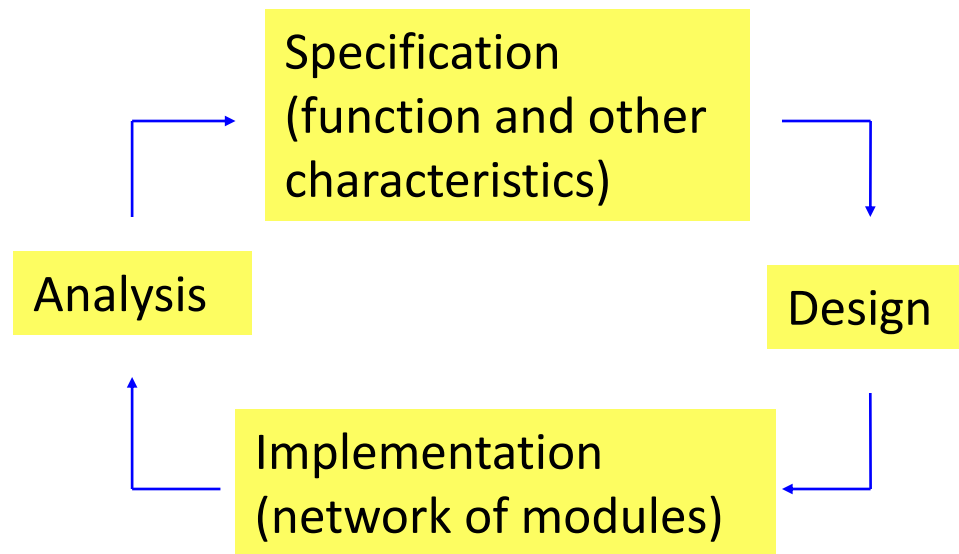 Specification
(function and other
characteristics)
Analysis
Design
Implementation
(network of modules)